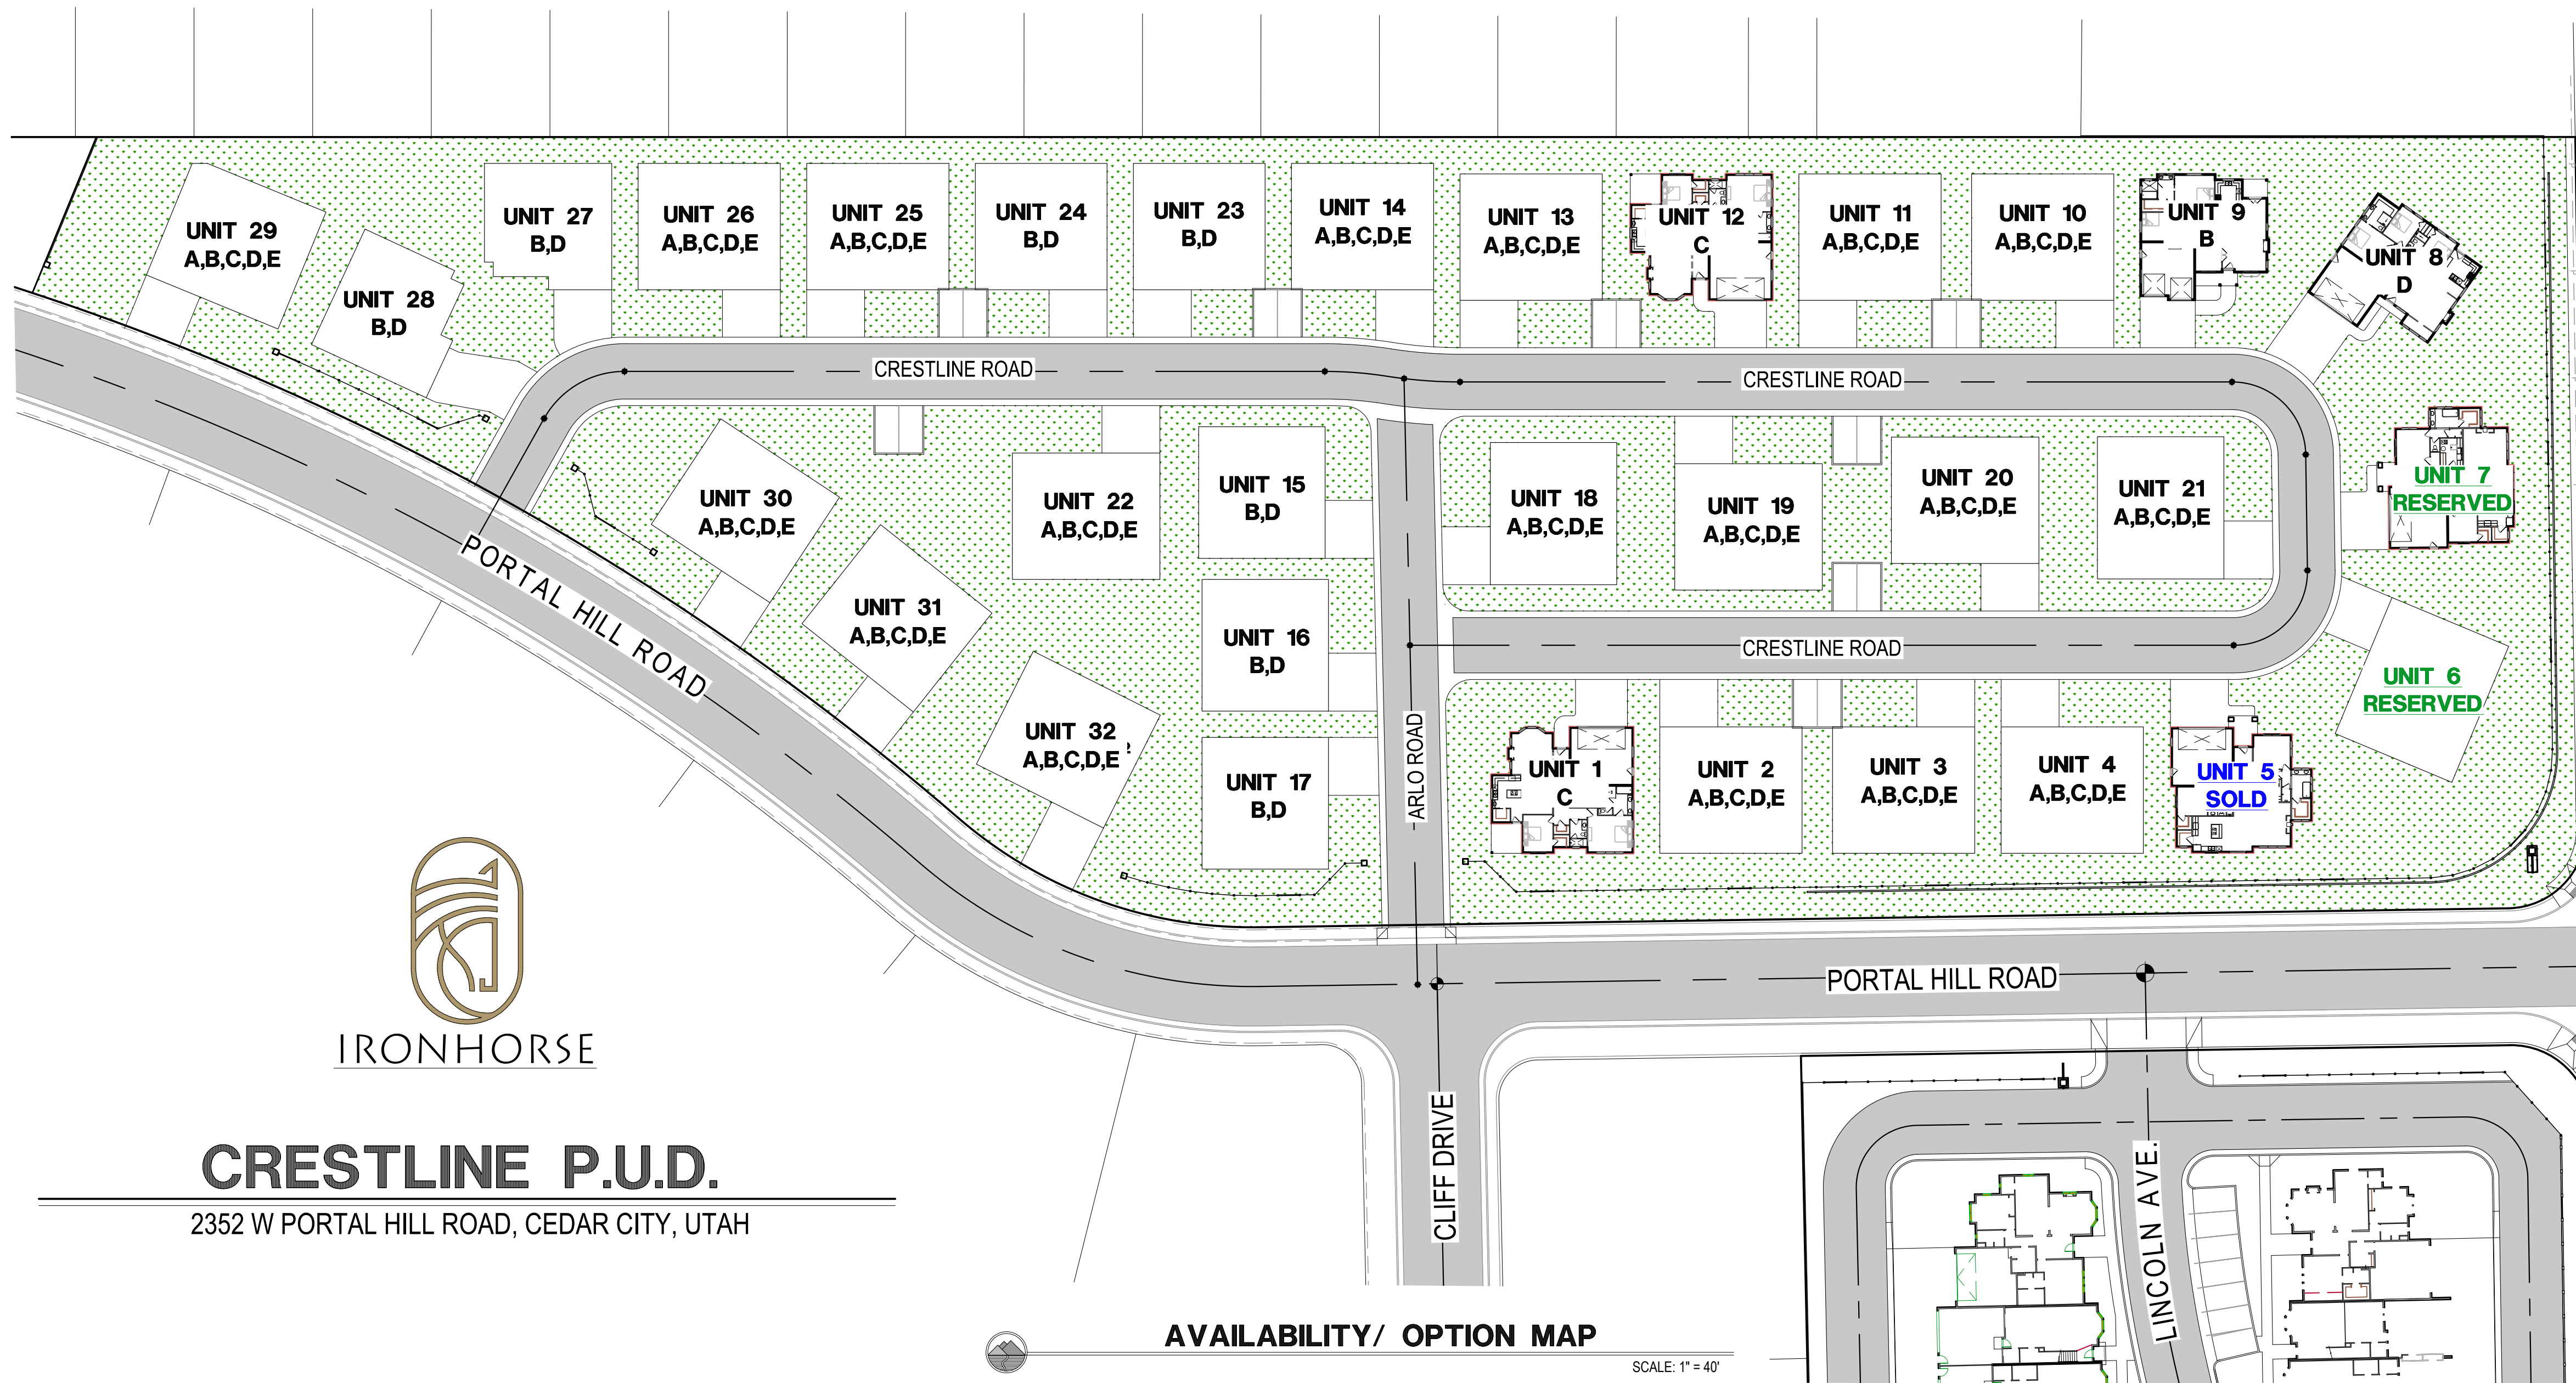 UNIT 29
A,B,C,D,E
UNIT 28
B,D
UNIT 27
B,D
UNIT 26
A,B,C,D,E
UNIT 25
A,B,C,D,E
UNIT 24
B,D
UNIT 23
B,D
UNIT 14
A,B,C,D,E
UNIT 13
A,B,C,D,E
UNIT 12
C
UNIT 11
A,B,C,D,E
UNIT 10
A,B,C,D,E
UNIT 9
B
UNIT 8
D
CRESTLINE ROAD
CRESTLINE ROAD
UNIT 30
A,B,C,D,E
UNIT 22
A,B,C,D,E
UNIT 15
B,D
UNIT 18
A,B,C,D,E
UNIT 19
A,B,C,D,E
UNIT 20
A,B,C,D,E
UNIT 21
A,B,C,D,E
UNIT 7
RESERVED
PORTAL HILL ROAD
UNIT 31
A,B,C,D,E
UNIT 16
B,D
CRESTLINE ROAD
UNIT 6
RESERVED
UNIT 32
A,B,C,D,E
UNIT 17
B,D
ARLO ROAD
UNIT 1
C
UNIT 2
A,B,C,D,E
UNIT 3
A,B,C,D,E
UNIT 4
A,B,C,D,E
UNIT 5
SOLD
PORTAL HILL ROAD
IRONHORSE
CLIFF DRIVE
LINCOLN AVE.
CRESTLINE P.U.D.
2352 W PORTAL HILL ROAD, CEDAR CITY, UTAH
AVAILABILITY/ OPTION MAP
SCALE: 1" = 40'